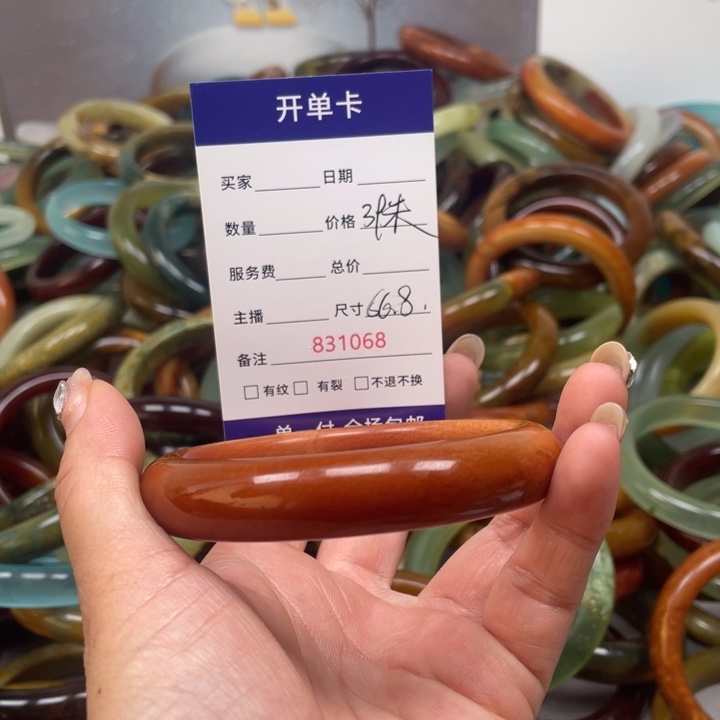 开单卡
买家 日期
数量 价格
服务费 总价
主播 尺寸 66.8.
备注 831068
有纹 有裂 不退不换